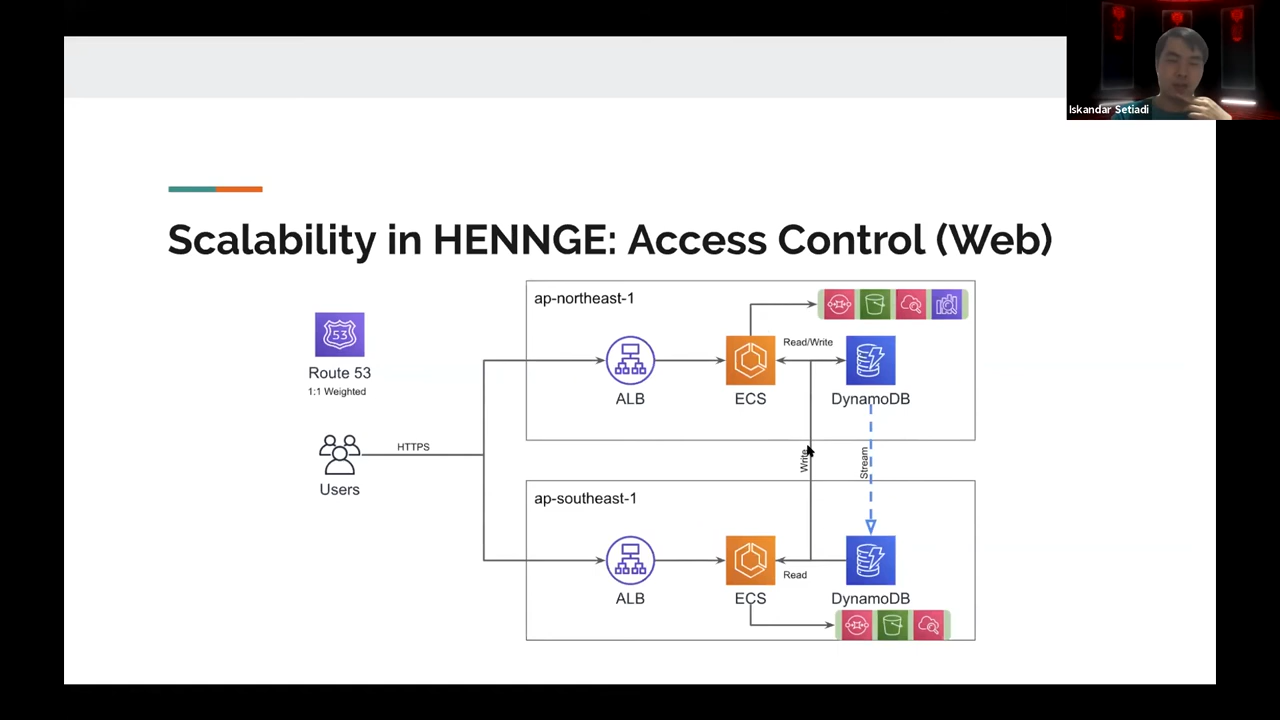 Iskandar Setiadi
Scalability in HENNGE: Access Control (Web)
53
Route 53
1:1 Weighted
Users
HTTPS
ap-northeast-1
ALB
ECS
Read/Write
DynamoDB
Write
Stream
ap-southeast-1
ALB
ECS
Read
DynamoDB